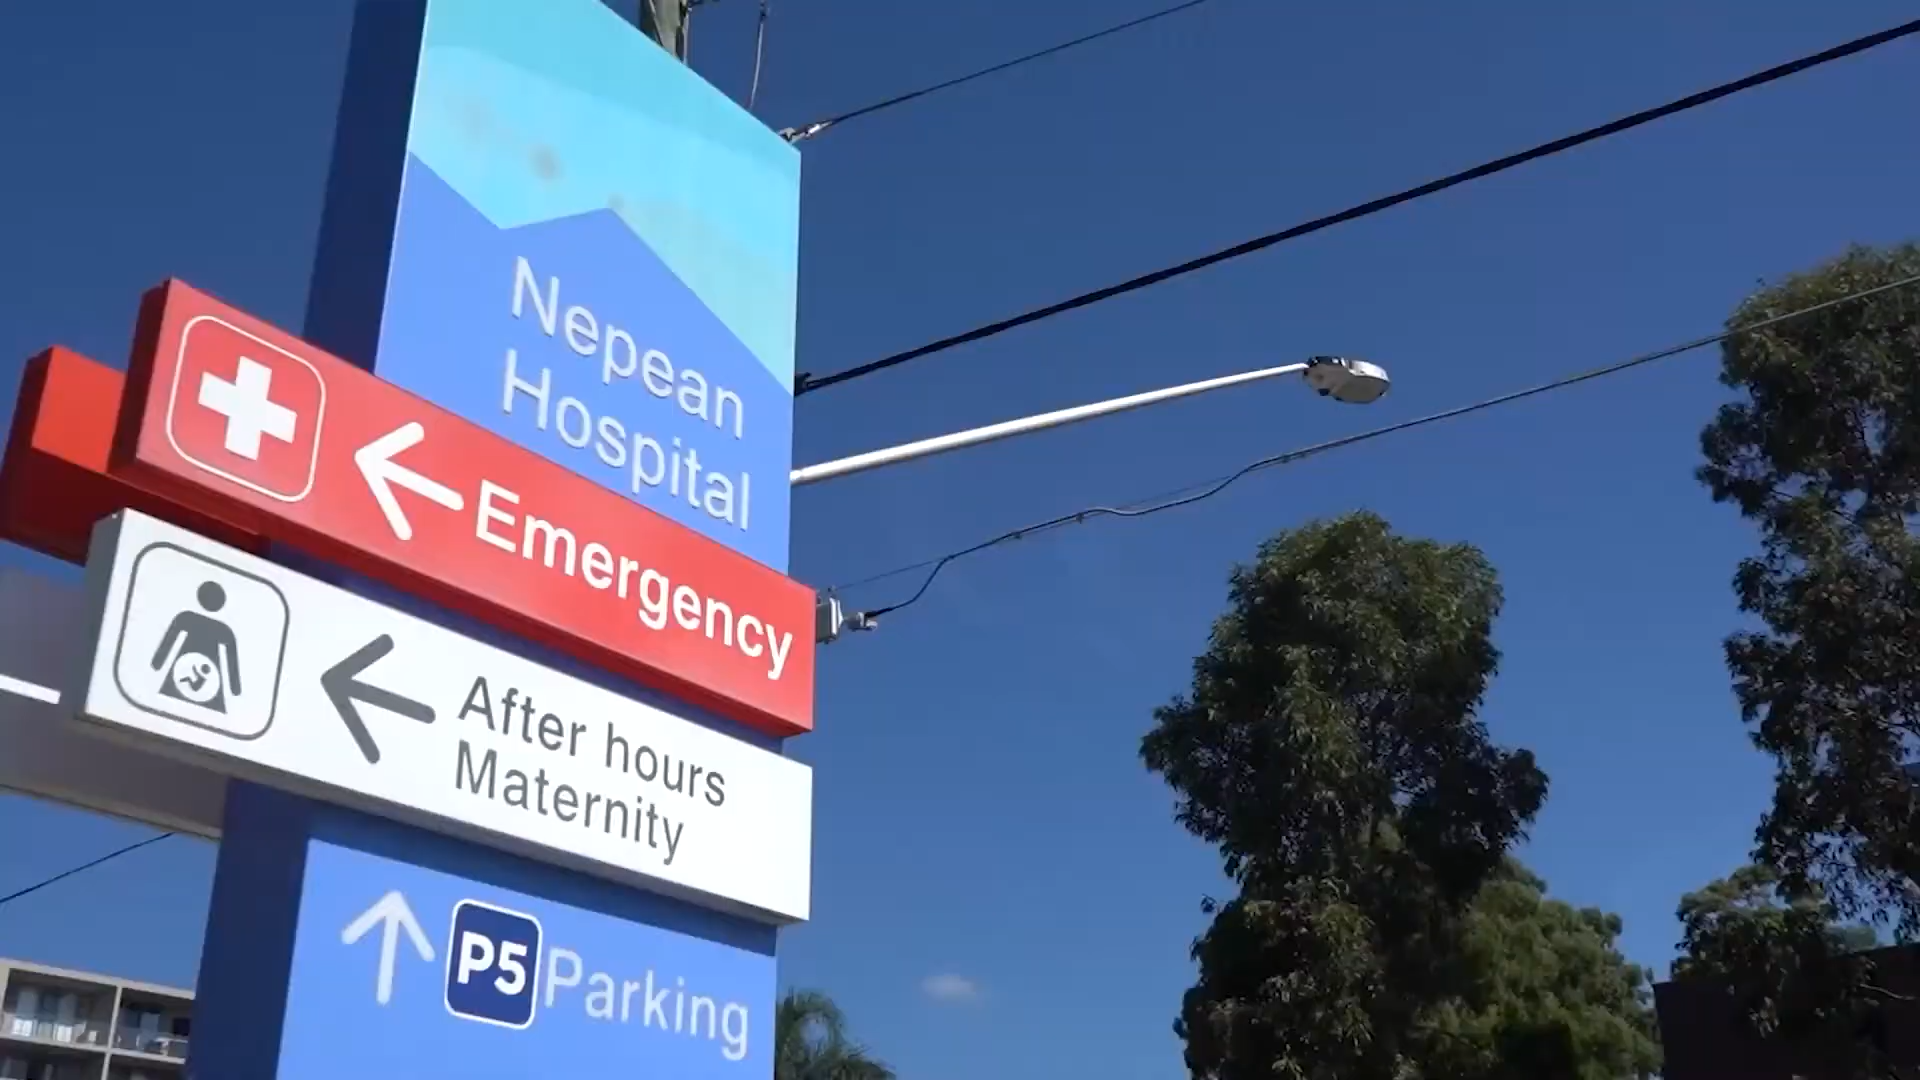 Nepean
Hospital
Emergency
After hours
Maternity
P5 Parking